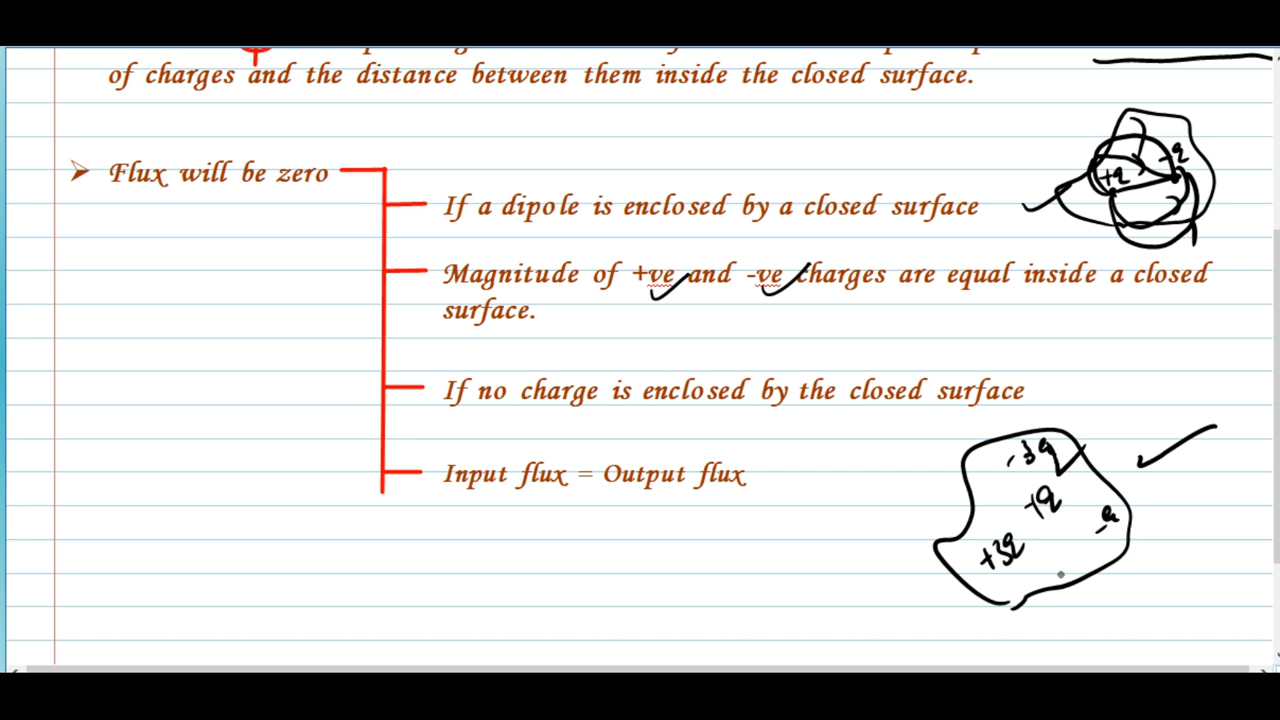 of charges and the distance between them inside the closed surface.
Flux will be zero
+q
-q
If a dipole is enclosed by a closed surface
Magnitude of +ve and -ve charges are equal inside a closed
surface.
If no charge is enclosed by the closed surface
Input flux = Output flux
-3q
+q
-q
+3q